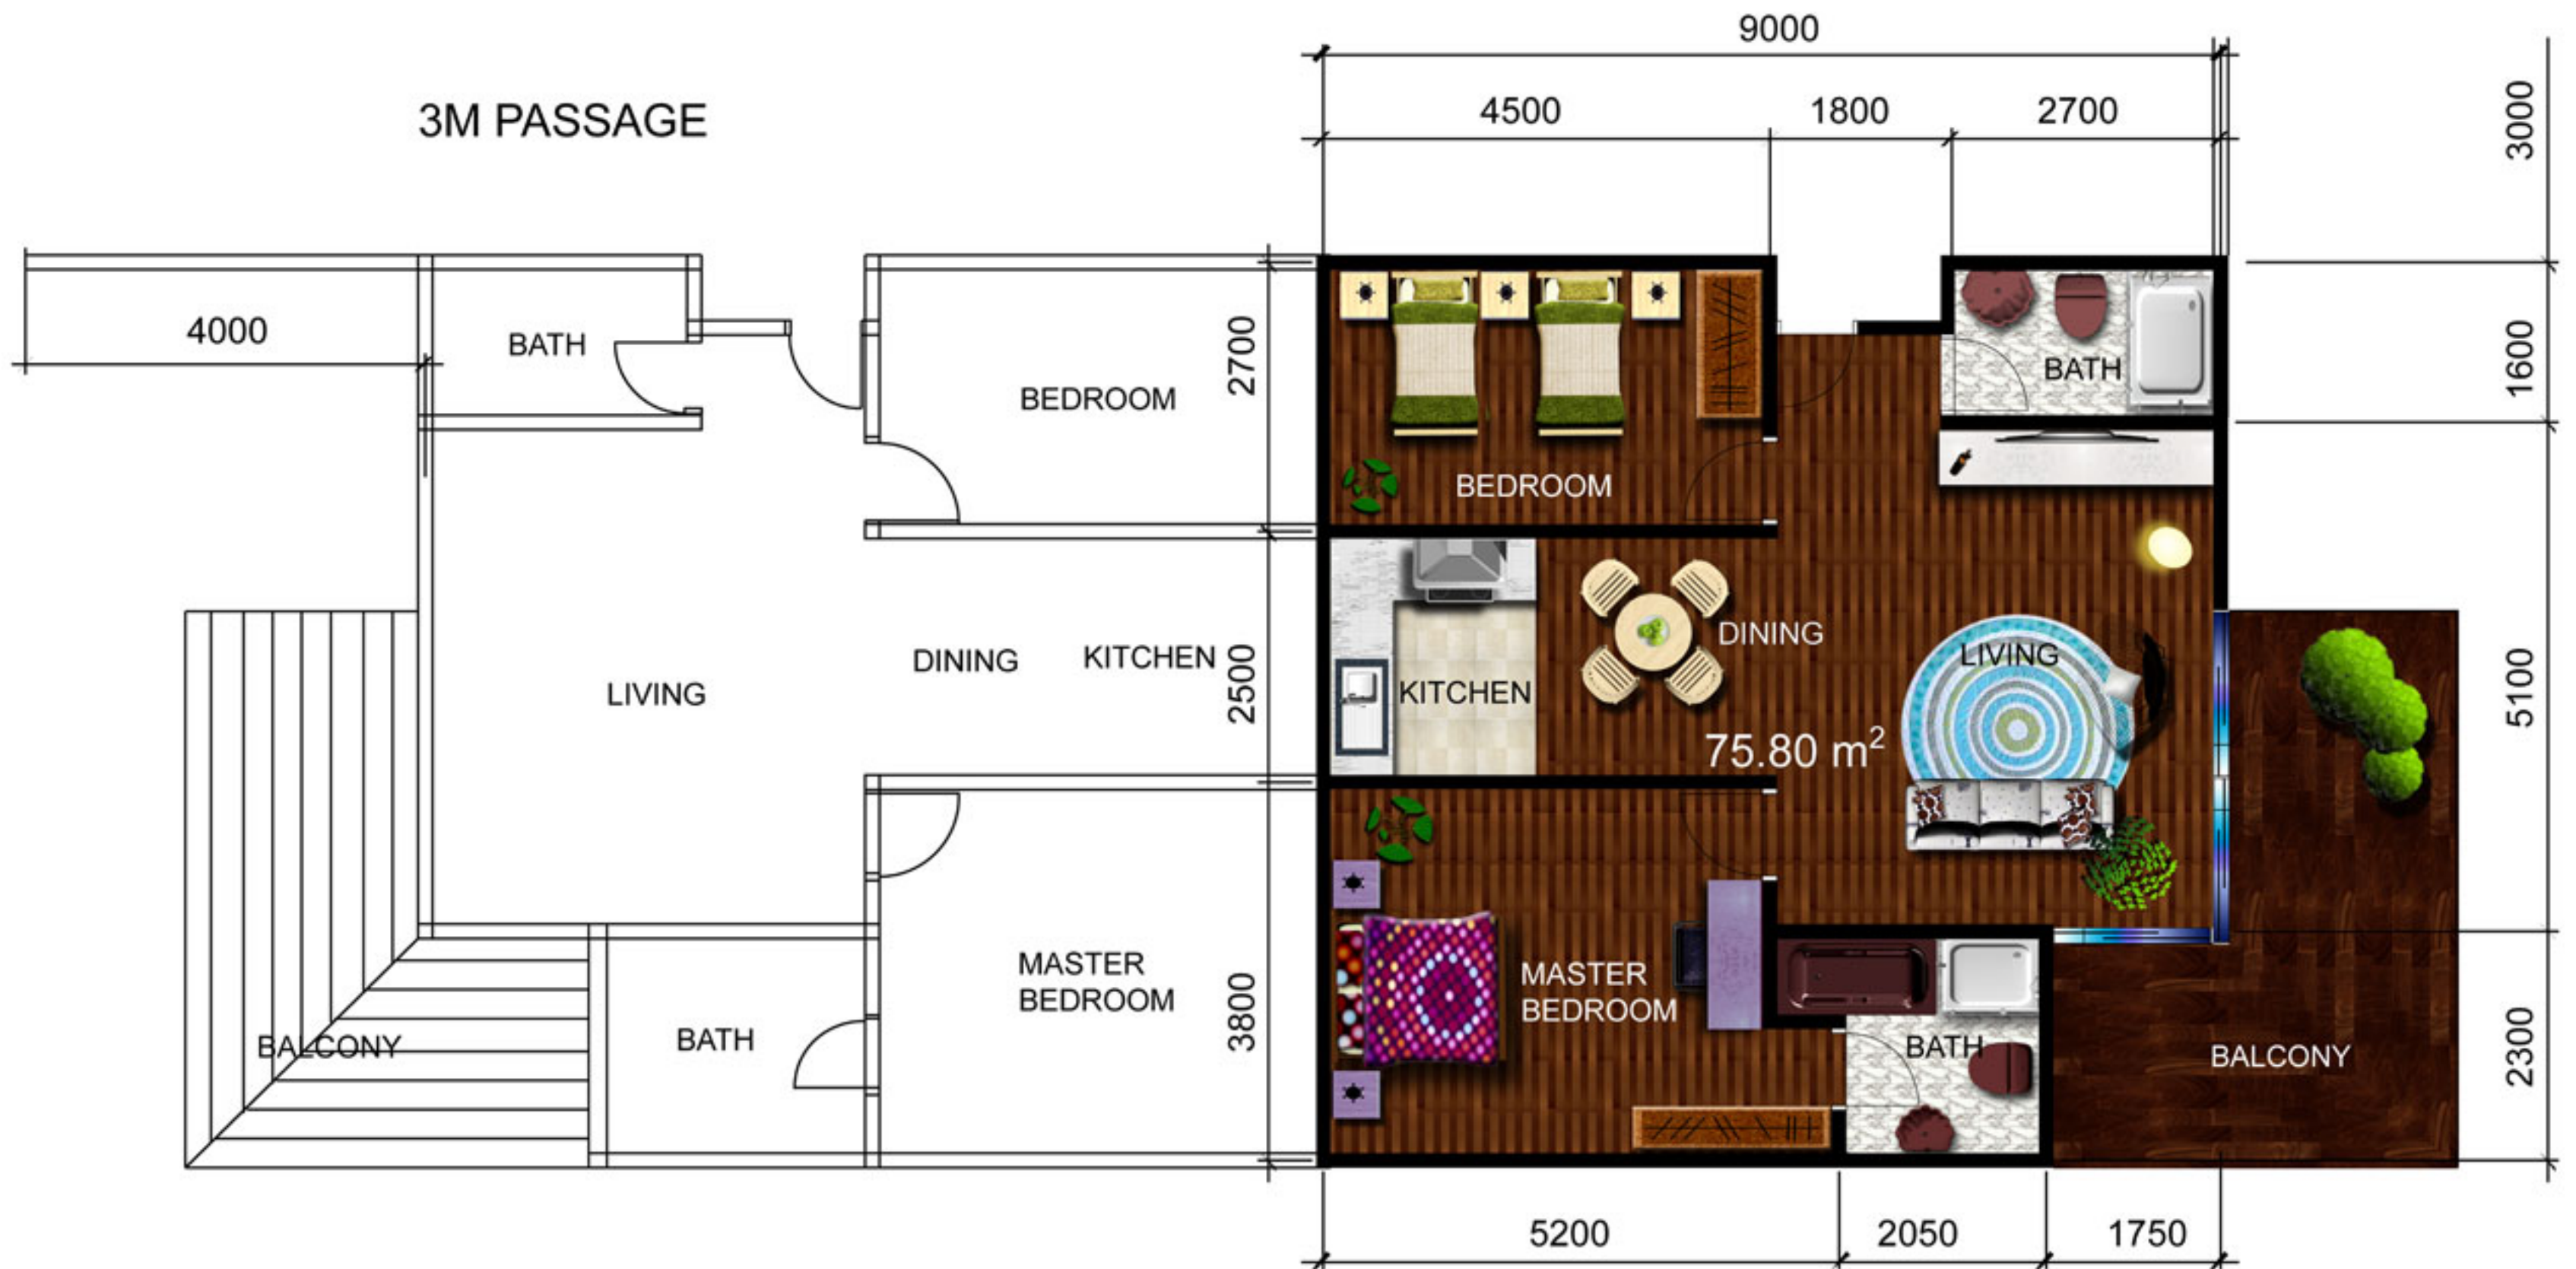 9000
4500 1800 2700
3M PASSAGE
3000
4000
BATH
BEDROOM
2700
BEDROOM
BATH
1600
LIVING
DINING
KITCHEN
2500
KITCHEN
DINING
LIVING
75.80 m²
5100
BALCONY
BATH
MASTER
BEDROOM
3800
MASTER
BEDROOM
BATH
BALCONY
2300
5200 2050 1750